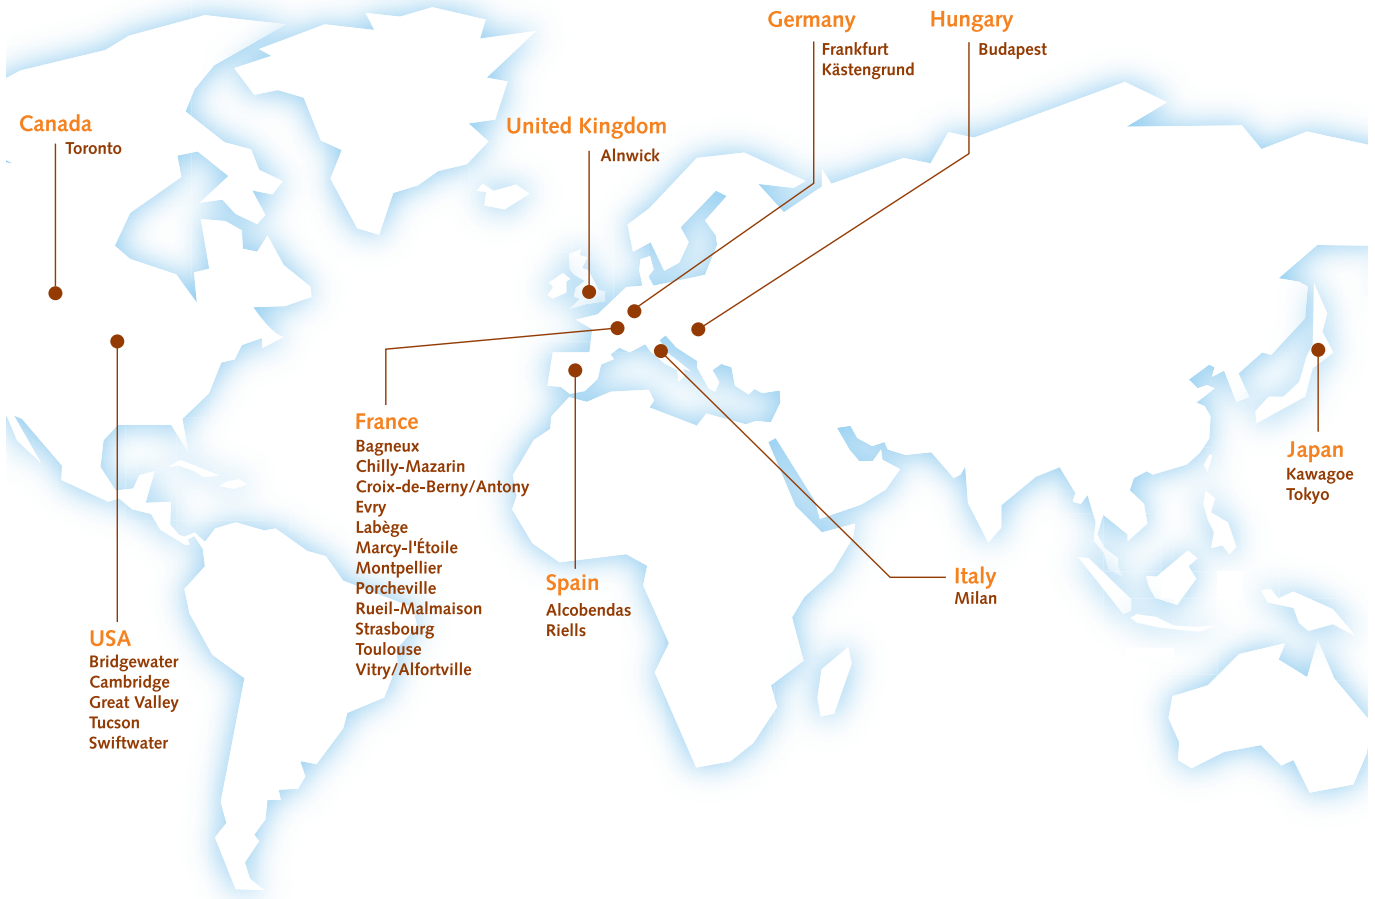 Germany
Frankfurt
Kästengrund
Hungary
Budapest
Canada
Toronto
United Kingdom
Alnwick
France
Bagneux
Chilly-Mazarin
Croix-de-Berny/Antony
Evry
Labège
Marcy-l'Étoile
Montpellier
Porcheville
Rueil-Malmaison
Strasbourg
Toulouse
Vitry/Alfortville
Japan
Kawagoe
Tokyo
Spain
Alcobendas
Riells
Italy
Milan
USA
Bridgewater
Cambridge
Great Valley
Tucson
Swiftwater